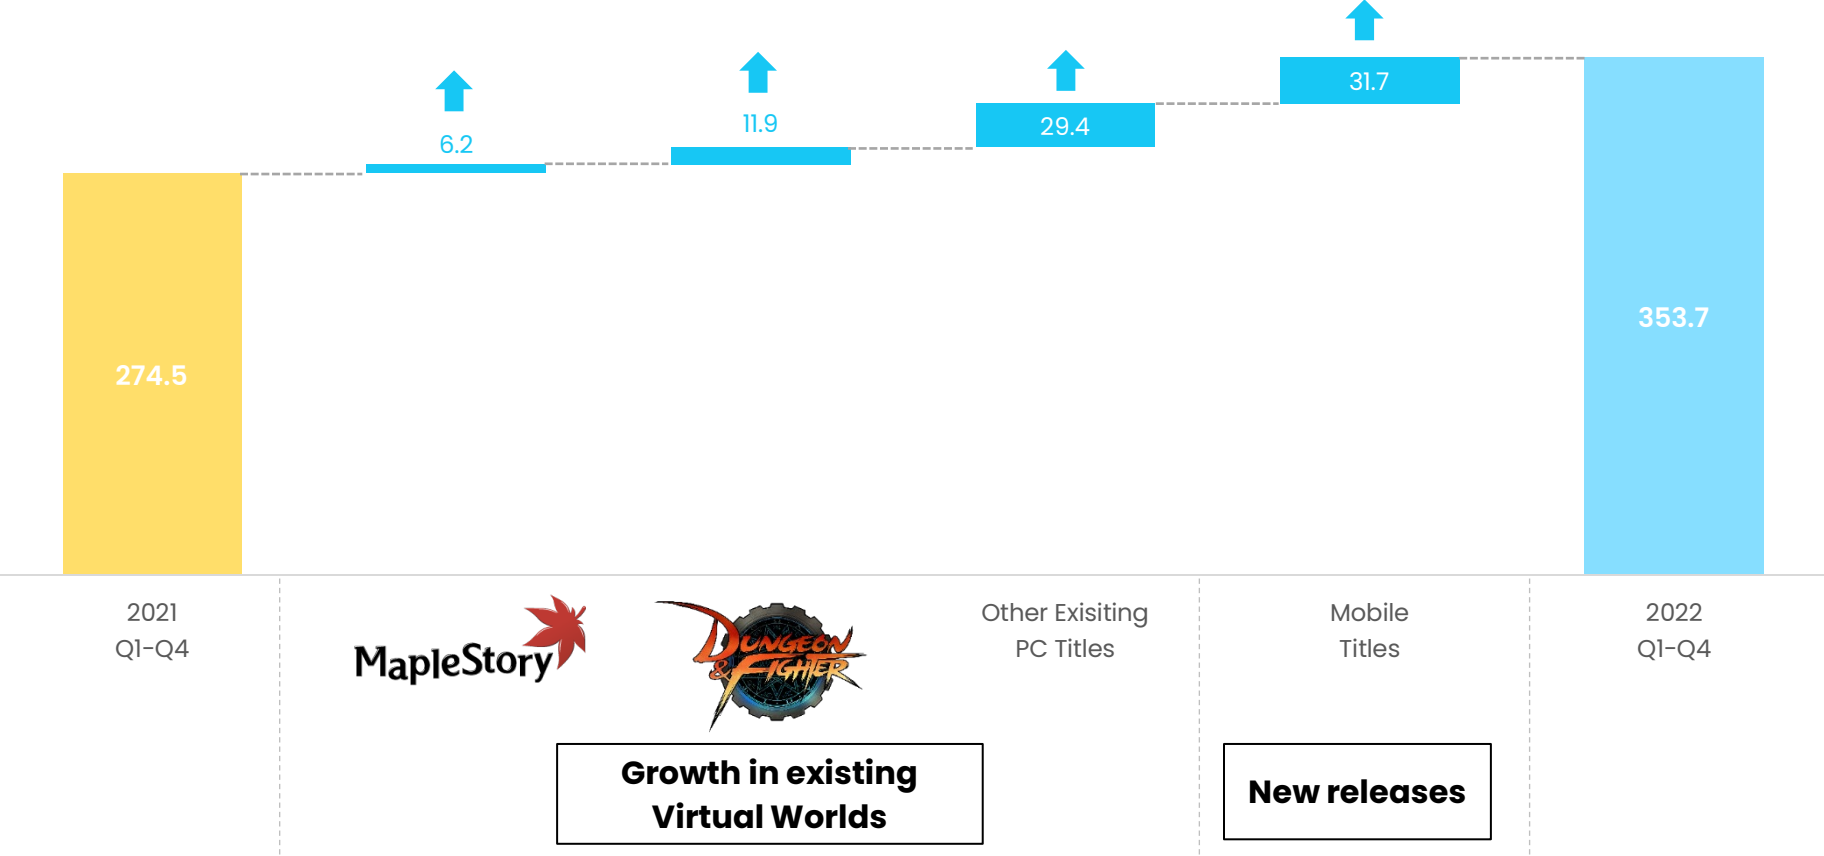 31.7
29.4
11.9
6.2
353.7
274.5
2021
Q1-Q4
MapleStory
DUNGEON
& FIGHTER
Other Exisiting
PC Titles
Mobile
Titles
2022
Q1-Q4
Growth in existing
Virtual Worlds
New releases